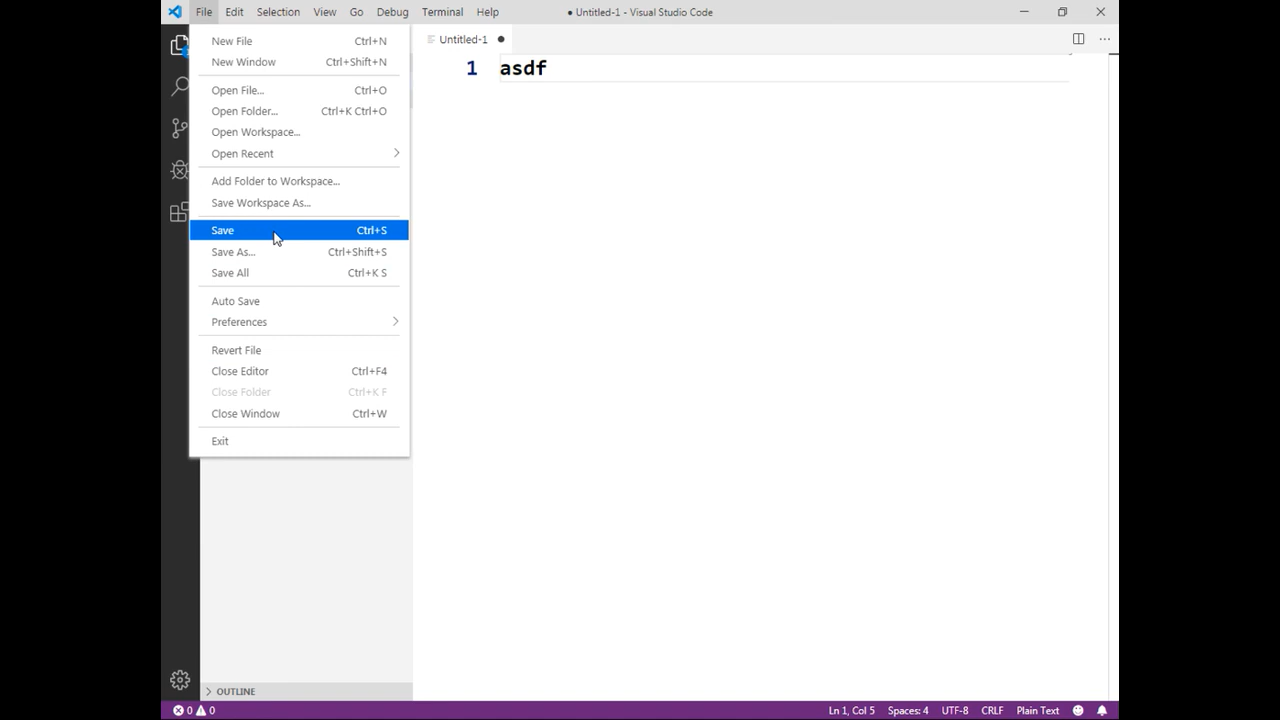 File Edit Selection View Go Debug Terminal Help ● Untitled-1 - Visual Studio Code
New File Ctrl+N
New Window Ctrl+Shift+N
Open File... Ctrl+O
Open Folder... Ctrl+K Ctrl+O
Open Workspace...
Open Recent
Add Folder to Workspace...
Save Workspace As...
Save Ctrl+S
Save As... Ctrl+Shift+S
Save All Ctrl+K S
Auto Save
Preferences
Revert File
Close Editor Ctrl+F4
Close Folder Ctrl+K F
Close Window Ctrl+W
Exit
Untitled-1 ●
1 asdf
OUTLINE
0 0 Ln 1, Col 5 Spaces: 4 UTF-8 CRLF Plain Text